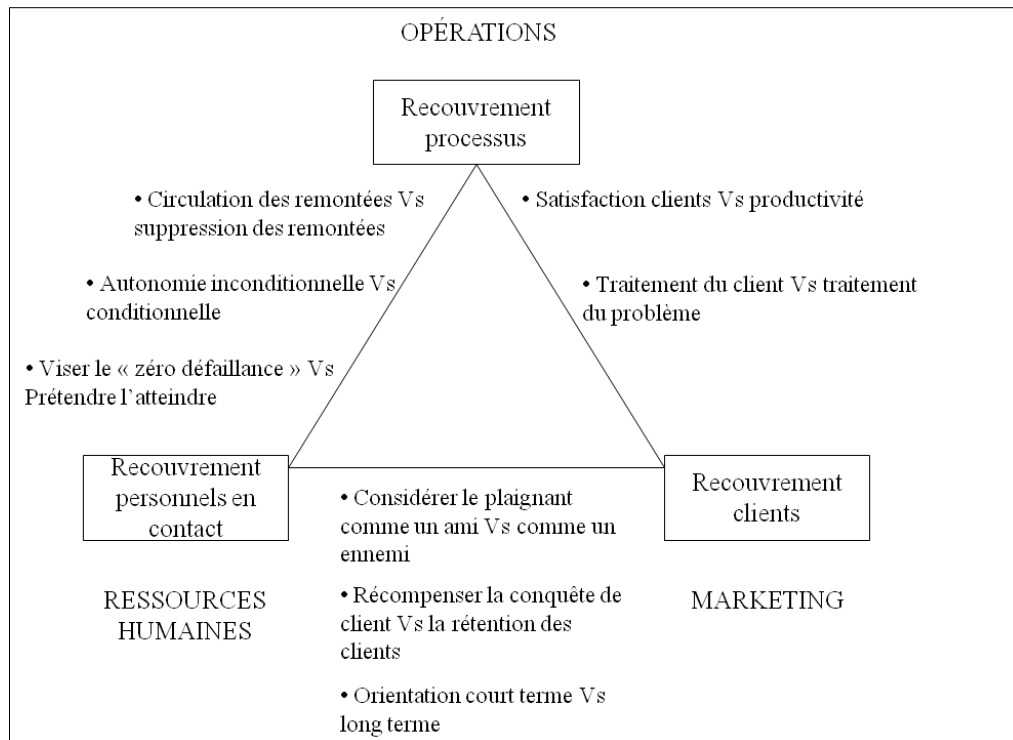 OPÉRATIONS
Recouvrement
processus
• Circulation des remontées Vs
suppression des remontées
• Satisfaction clients Vs productivité
• Autonomie inconditionnelle Vs
conditionnelle
• Traitement du client Vs traitement
du problème
• Viser le « zéro défaillance » Vs
Prétendre l’atteindre
Recouvrement
personnels en
contact
Recouvrement
clients
• Considérer le plaignant
comme un ami Vs comme un
ennemi
• Récompenser la conquête de
client Vs la rétention des
clients
• Orientation court terme Vs
long terme
RESSOURCES
HUMAINES
MARKETING